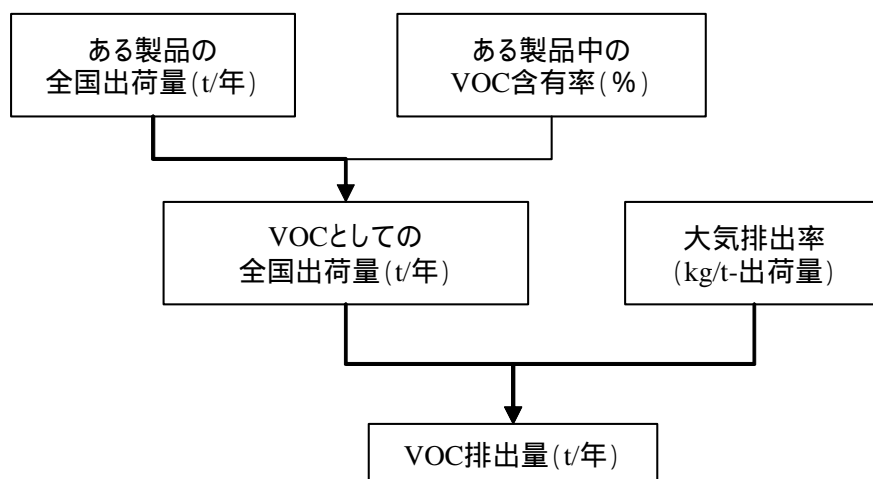 ある製品の
全国出荷量(t/年)
ある製品中の
VOC含有率(%)
VOCとしての
全国出荷量(t/年)
大気排出率
(kg/t-出荷量)
VOC排出量(t/年)